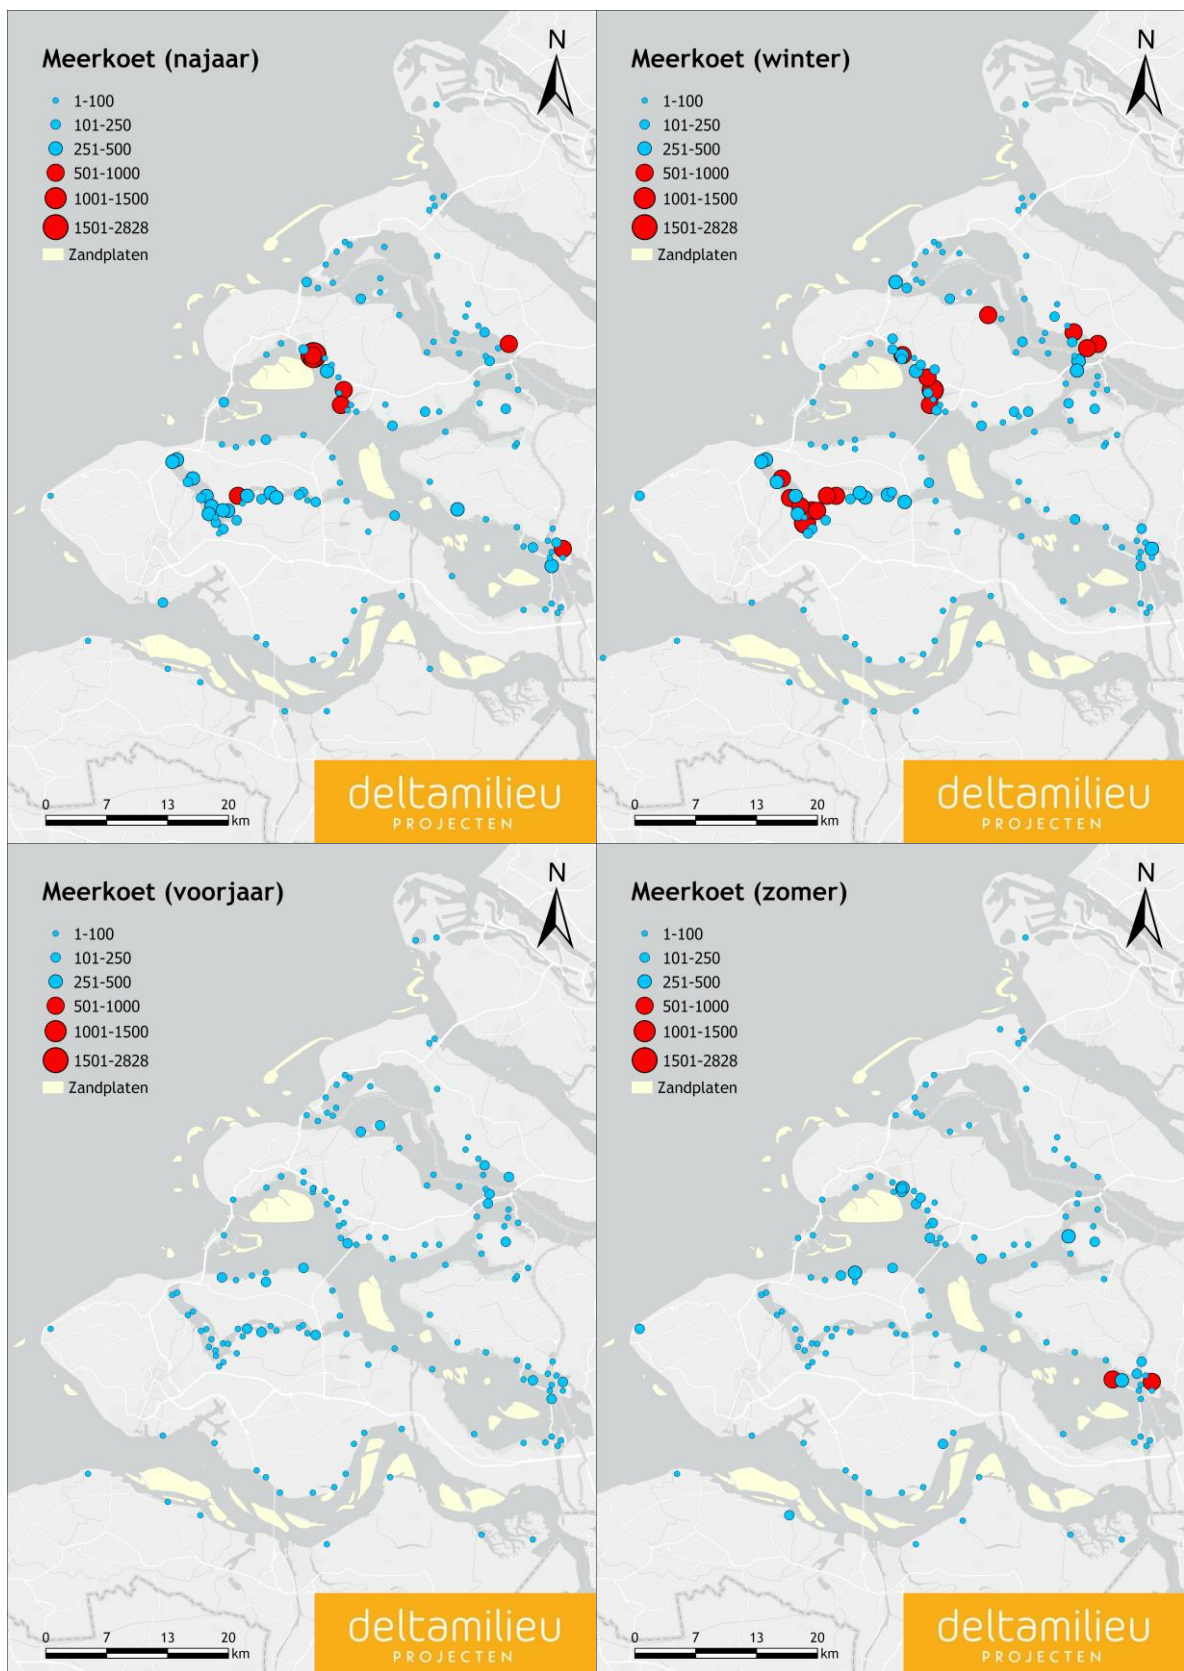 Meerkoet (najaar)
N
1-100
101-250
251-500
501-1000
1001-1500
1501-2828
Zandplaten
0 7 13 20
km
deltamilieu
PROJECTEN
Meerkoet (winter)
N
1-100
101-250
251-500
501-1000
1001-1500
1501-2828
Zandplaten
0 7 13 20
km
deltamilieu
PROJECTEN
Meerkoet (voorjaar)
N
1-100
101-250
251-500
501-1000
1001-1500
1501-2828
Zandplaten
0 7 13 20
km
deltamilieu
PROJECTEN
Meerkoet (zomer)
N
1-100
101-250
251-500
501-1000
1001-1500
1501-2828
Zandplaten
0 7 13 20
km
deltamilieu
PROJECTEN